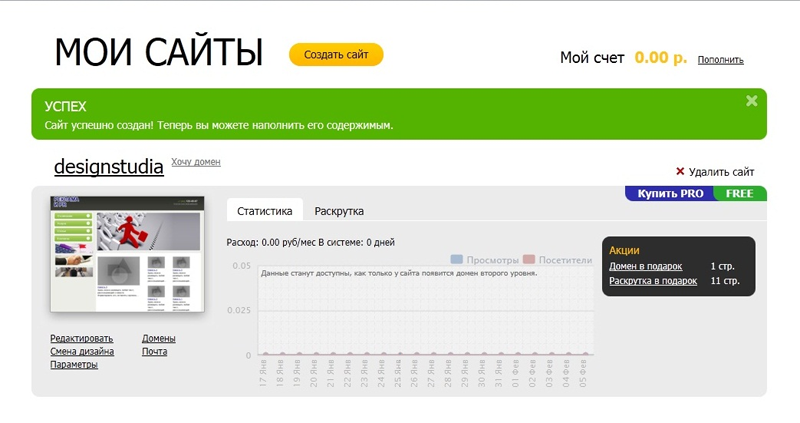 МОИ САЙТЫ
Создать сайт
Мой счет 0.00 р. Пополнить
УСПЕХ
Сайт успешно создан! Теперь вы можете наполнить его содержимым.
designstudia Хочу домен
Удалить сайт
Купить PRO FREE
Статистика Раскрутка
Расход: 0.00 руб/мес В системе: 0 дней
Просмотры Посетители
Данные станут доступны, как только у сайта появится домен второго уровня.
0.05
0.025
0
17 Янв 18 Янв 19 Янв 20 Янв 21 Янв 22 Янв 23 Янв 24 Янв 25 Янв 26 Янв 27 Янв 28 Янв 29 Янв 30 Янв 31 Янв 01 Фев 02 Фев 03 Фев 04 Фев 05 Фев
Акции
Домен в подарок 1 стр.
Раскрутка в подарок 11 стр.
РЕКЛАМА
Редактировать Домены
Смена дизайна Почта
Параметры